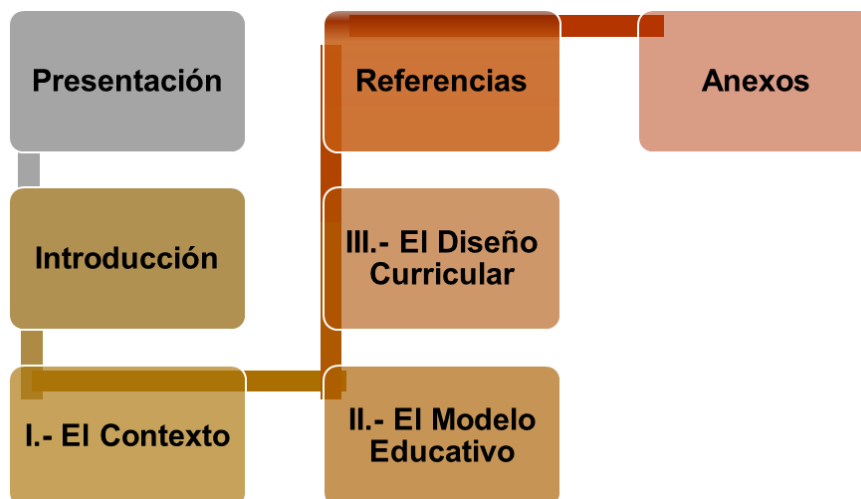 Presentación
Introducción
I.- El Contexto
II.- El Modelo
Educativo
III.- El Diseño
Curricular
Referencias
Anexos